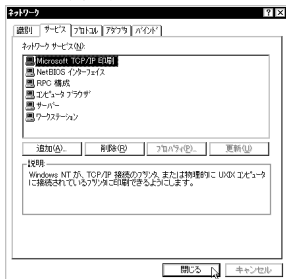 ネットワーク
識別 サービス プロトコル アダプタ バインド
ネットワーク サービス(N):
Microsoft TCP/IP 印刷
NetBIOS インターフェイス
RPC 構成
コンピュータ ブラウザ
サーバー
ワークステーション
追加(A)... 削除(R) プロパティ(P)... 更新(U)
説明:
Windows NT が、TCP/IP 接続のプリンタ、または物理的に UNIX コンピュータ
に接続されているプリンタに印刷できるようにします。
閉じる キャンセル